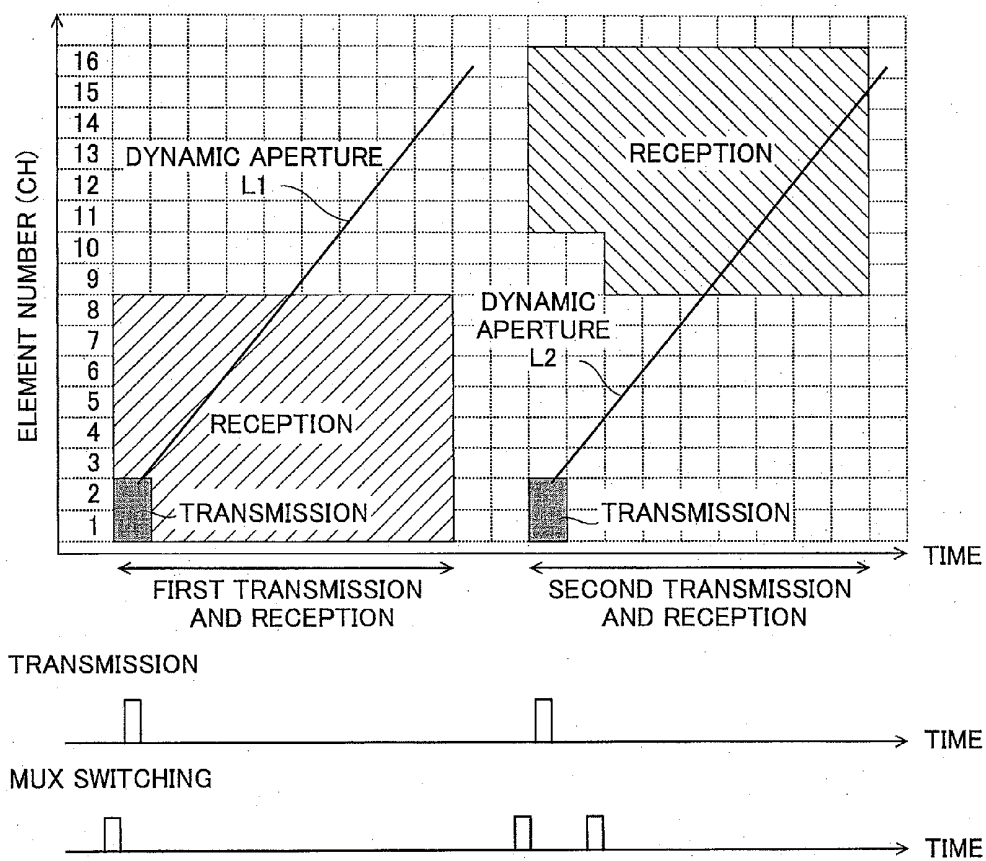 ELEMENT NUMBER (CH)
16
15
14
13
12
11
10
9
8
7
6
5
4
3
2
1
DYNAMIC APERTURE
L1
RECEPTION
TRANSMISSION
RECEPTION
DYNAMIC
APERTURE
L2
TRANSMISSION
TIME
FIRST TRANSMISSION
AND RECEPTION
SECOND TRANSMISSION
AND RECEPTION
TRANSMISSION
TIME
MUX SWITCHING
TIME